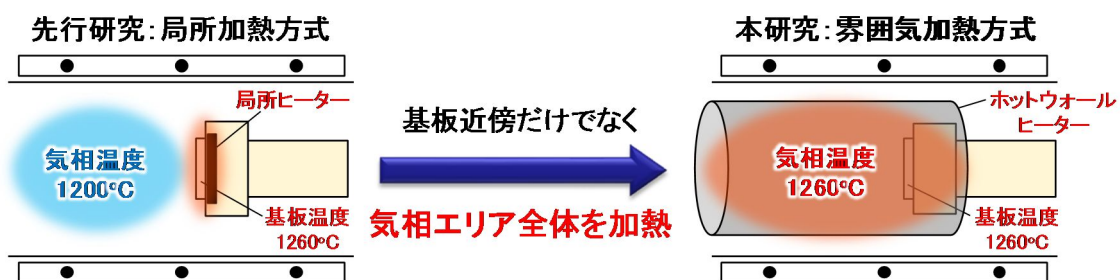 先行研究:局所加熱方式
局所ヒーター
気相温度
1200℃
基板温度
1260℃
基板近傍だけでなく
気相エリア全体を加熱
本研究:雰囲気加熱方式
ホットウォール
ヒーター
気相温度
1260℃
基板温度
1260℃